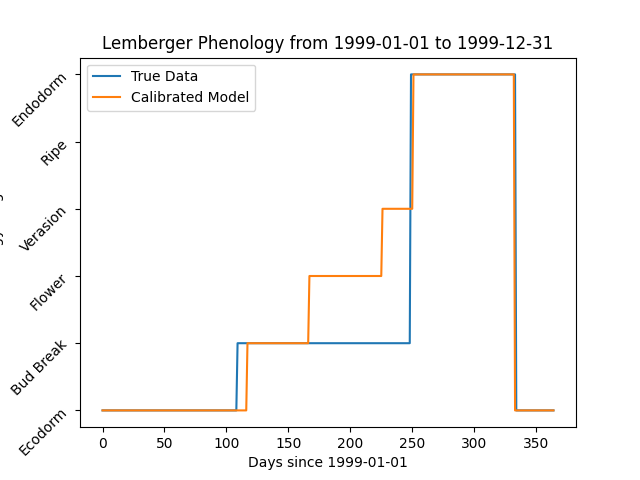 Lemberger Phenology from 1999-01-01 to 1999-12-31
True Data
Calibrated Model
Endodorm
Ripe
Verasion
Flower
Bud Break
Ecodorm
0 50 100 150 200 250 300 350
Days since 1999-01-01